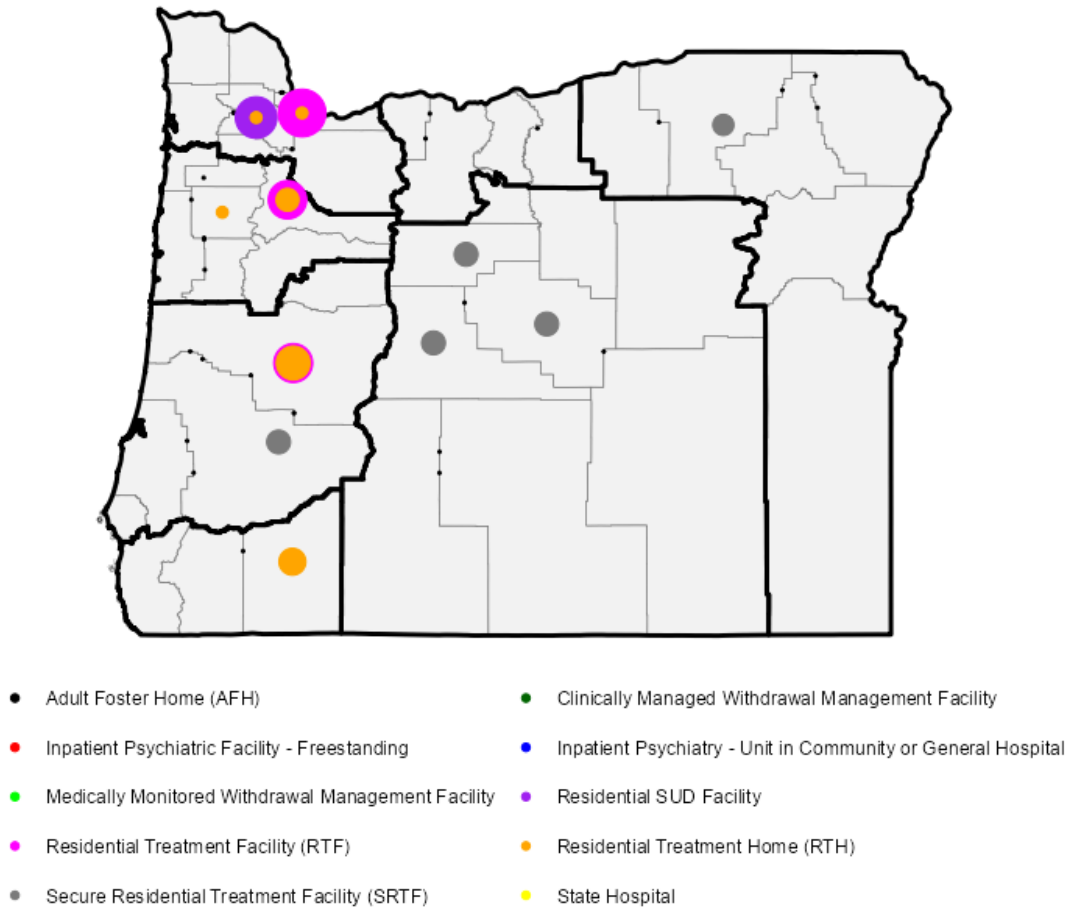 Adult Foster Home (AFH)
Clinically Managed Withdrawal Management Facility
Inpatient Psychiatric Facility - Freestanding
Inpatient Psychiatry - Unit in Community or General Hospital
Medically Monitored Withdrawal Management Facility
Residential SUD Facility
Residential Treatment Facility (RTF)
Residential Treatment Home (RTH)
Secure Residential Treatment Facility (SRTF)
State Hospital